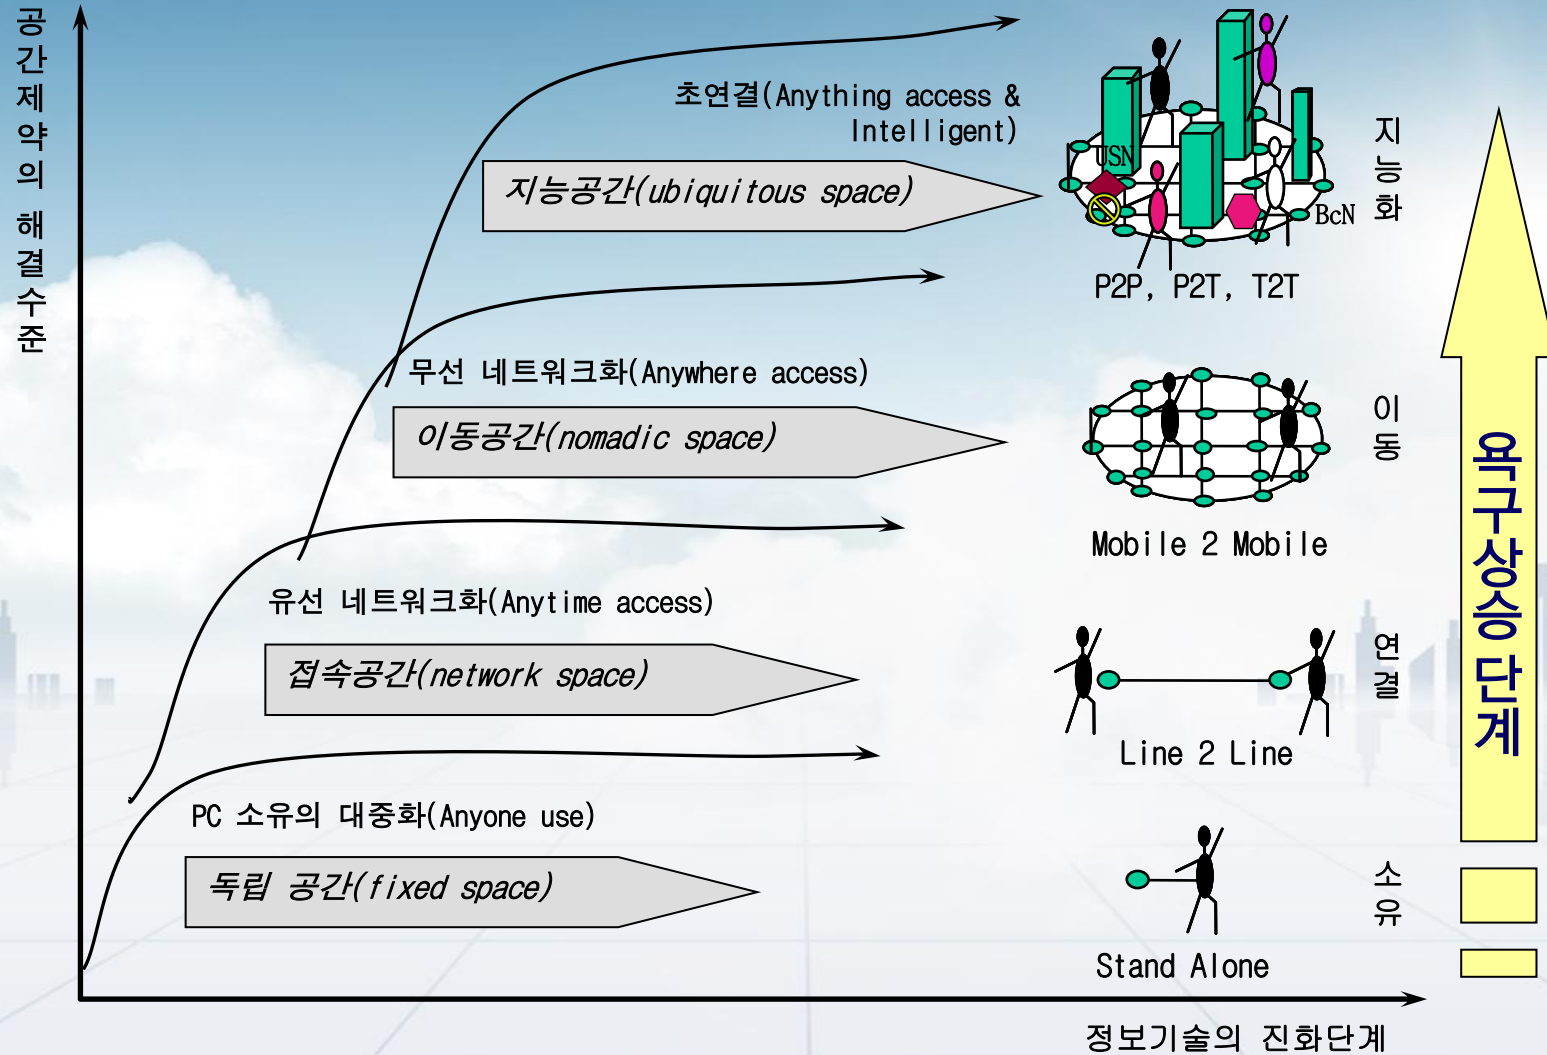 공간제약의 해결수준
초연결(Anything access &
Intelligent)
지능공간(ubiquitous space)
USN
BcN
P2P, P2T, T2T
지능화
무선 네트워크화(Anywhere access)
이동공간(nomadic space)
Mobile 2 Mobile
이동
유선 네트워크화(Anytime access)
접속공간(network space)
Line 2 Line
연결
PC 소유의 대중화(Anyone use)
독립 공간(fixed space)
Stand Alone
소유
욕구상승 단계
정보기술의 진화단계